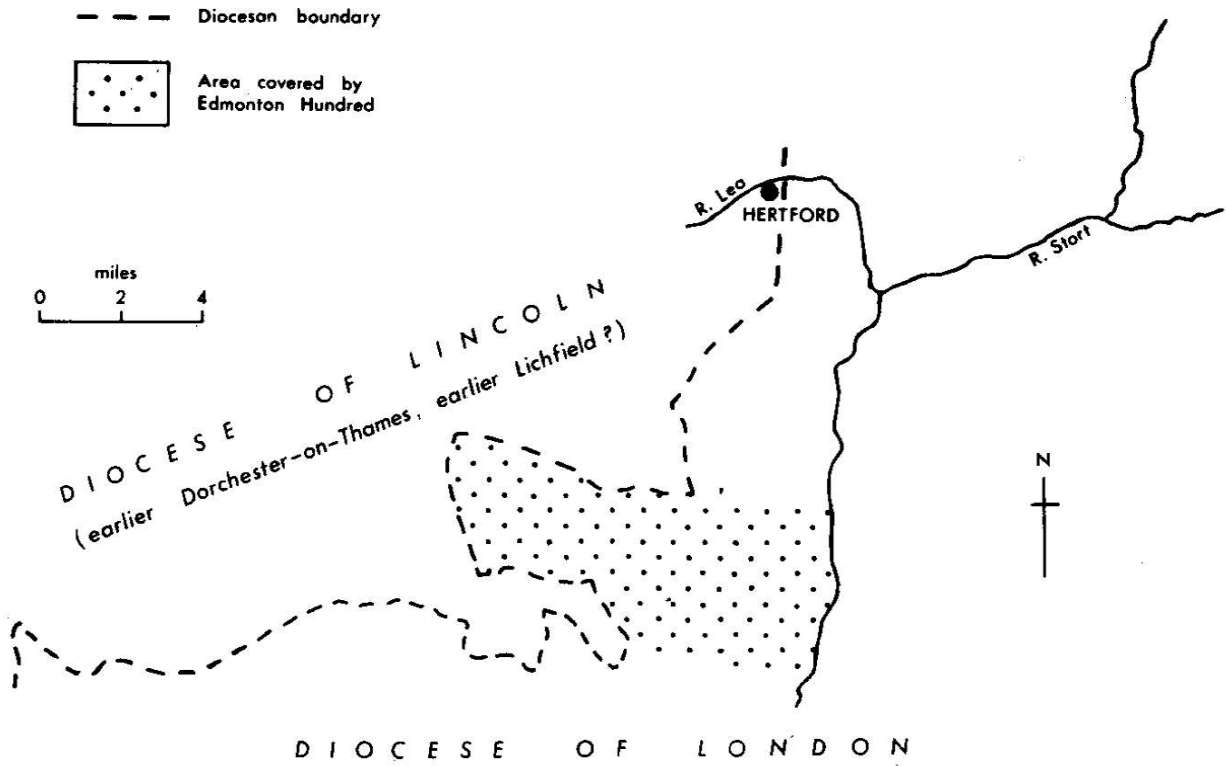 Diocesan boundary
Area covered by
Edmonton Hundred
R. Lea
HERTFORD
R. Stort
miles
0 2 4
DIOCESE OF LINCOLN
(earlier Dorchester-on-Thames, earlier Lichfield?)
N
DIOCESE OF LONDON